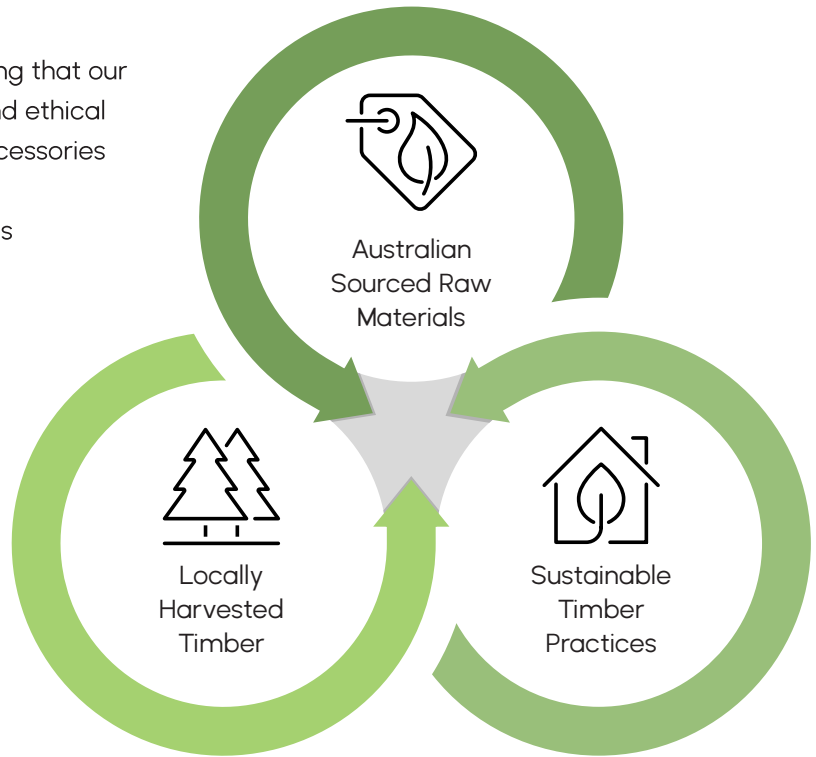 ng that our
nd ethical
cessories
s
Australian
Sourced Raw
Materials
Locally
Harvested
Timber
Sustainable
Timber
Practices